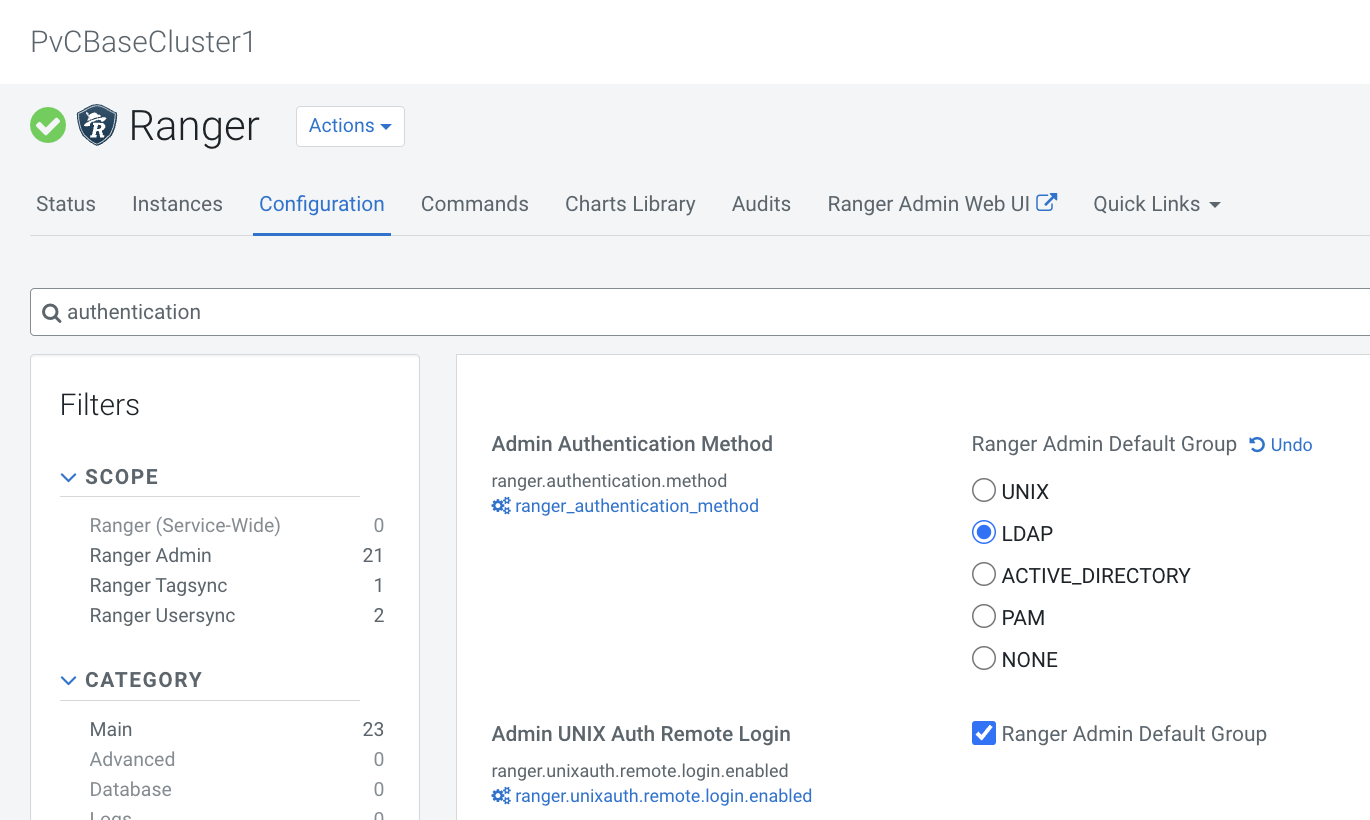 PvCBaseCluster1
Ranger
Actions
Status Instances Configuration Commands Charts Library Audits Ranger Admin Web UI Quick Links
authentication
Filters
SCOPE
Ranger (Service-Wide) 0
Ranger Admin 21
Ranger Tagsync 1
Ranger Usersync 2
CATEGORY
Main 23
Advanced 0
Database 0
Logs 0
Admin Authentication Method
ranger.authentication.method
ranger_authentication_method
Ranger Admin Default Group Undo
UNIX
LDAP
ACTIVE_DIRECTORY
PAM
NONE
Admin UNIX Auth Remote Login
ranger.unixauth.remote.login.enabled
ranger.unixauth.remote.login.enabled
Ranger Admin Default Group